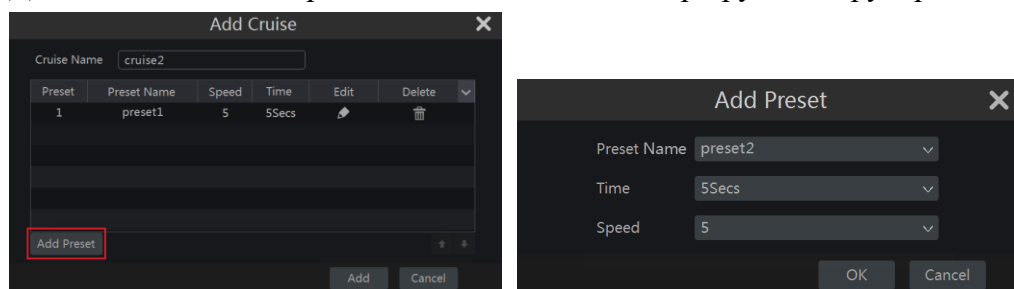 Add Cruise
Cruise Name cruise2
Preset Preset Name Speed Time Edit Delete
1 preset1 5 5Secs
Add Preset
Add Cancel
Add Preset
Preset Name preset2
Time 5Secs
Speed 5
OK Cancel